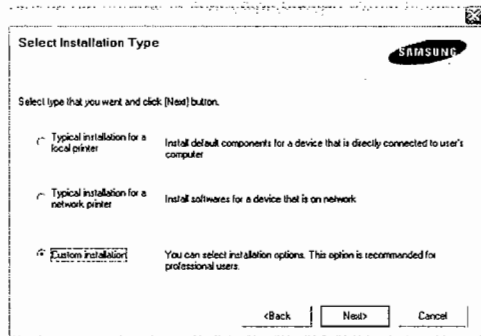 Select Installation Type
SAMSUNG
Select type that you want and click [Next] button.
Typical installation for a
local printer
Install default components for a device that is directly connected to user's
computer
Typical installation for a
network printer
Install softwares for a device that is on network
Custom installation
You can select installation options. This option is recommanded for
professional users.
<Back
Next>
Cancel